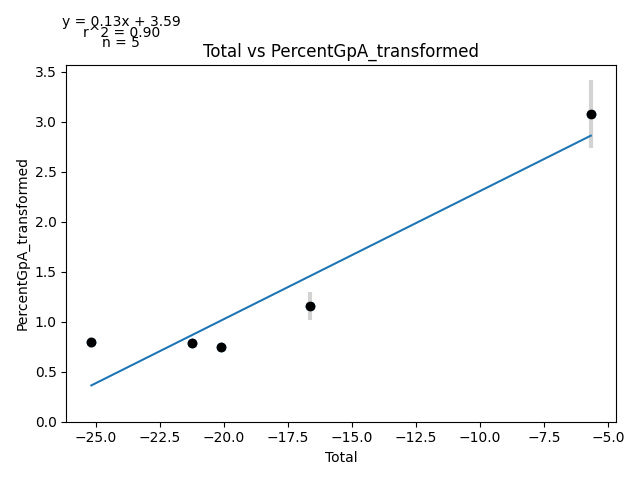 y = 0.13x + 3.59
r^2 = 0.90
n = 5
Total vs PercentGpA_transformed
3.5
3.0
2.5
2.0
1.5
1.0
0.5
0.0
PercentGpA_transformed
−25.0 −22.5 −20.0 −17.5 −15.0 −12.5 −10.0 −7.5 −5.0
Total